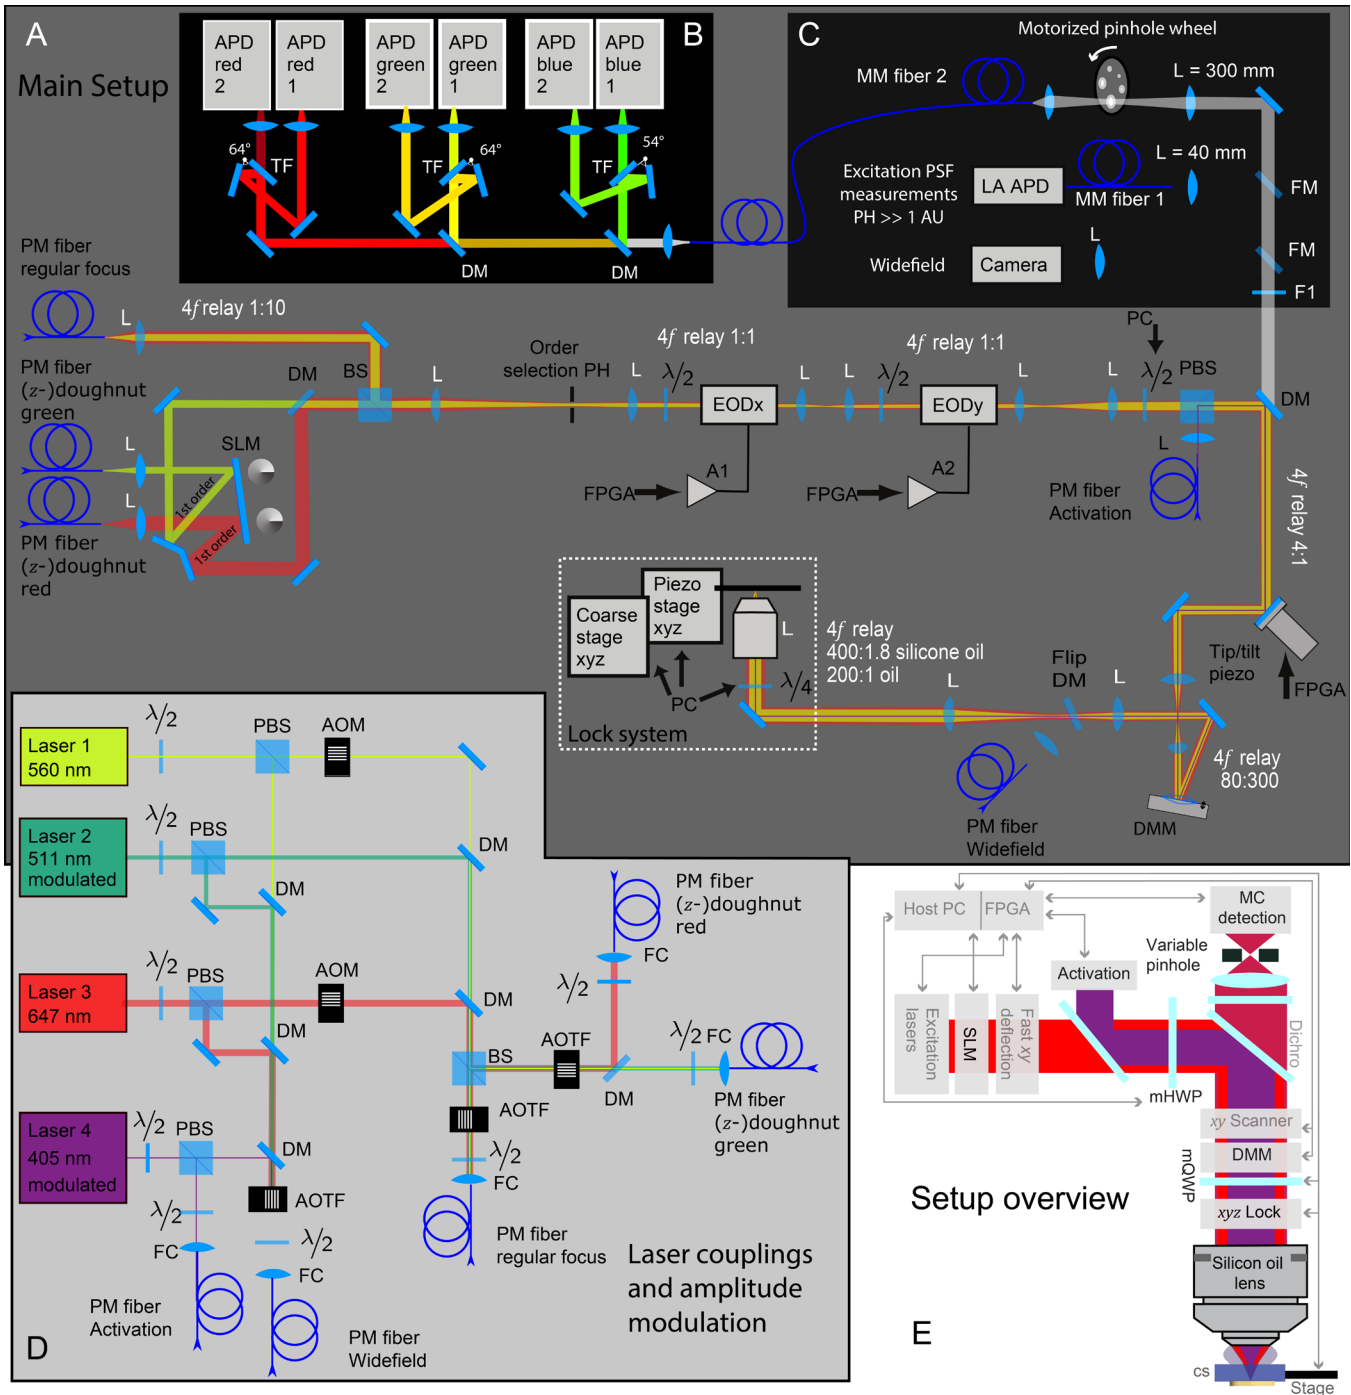 A
Main Setup
B
APD
red
2
APD
red
1
APD
green
2
APD
green
1
APD
blue
2
APD
blue
1
64°
TF
TF
64°
TF
54°
DM
DM
C
Motorized pinhole wheel
MM fiber 2
L = 300 mm
Excitation PSF
measurements
PH >> 1 AU
LA APD
MM fiber 1
L = 40 mm
FM
Widefield
Camera
L
FM
F1
PM fiber
regular focus
L
4f relay 1:10
PM fiber
(z-)doughnut
green
DM
BS
L
Order
selection PH
4f relay 1:1
L
λ/2
EODx
L
L
4f relay 1:1
λ/2
EODy
L
L
PC
λ/2
PBS
DM
L
SLM
1st order
L
1st order
PM fiber
(z-)doughnut
red
FPGA
A1
FPGA
A2
L
PM fiber
Activation
4f relay 4:1
Piezo
stage
xyz
Coarse
stage
xyz
L
PC
λ/4
Lock system
4f relay
400:1.8 silicone oil
200:1 oil
L
Flip
DM
L
Tip/tilt
piezo
FPGA
4f relay
80:300
DMM
PM fiber
Widefield
Laser 1
560 nm
λ/2
PBS
AOM
Laser 2
511 nm
modulated
λ/2
PBS
DM
DM
Laser 3
647 nm
λ/2
PBS
AOM
DM
DM
Laser 4
405 nm
modulated
λ/2
PBS
DM
AOTF
λ/2
FC
λ/2
FC
PM fiber
Activation
PM fiber
Widefield
BS
AOTF
AOTF
λ/2
FC
PM fiber
regular focus
PM fiber
(z-)doughnut
red
FC
λ/2
DM
λ/2
FC
PM fiber
(z-)doughnut
green
Laser couplings
and amplitude
modulation
D
Host PC
FPGA
MC
detection
Variable
pinhole
Activation
Excitation
lasers
SLM
Fast xy
deflection
Dichro
mHWP
xy Scanner
DMM
mQWP
xyz Lock
Setup overview
Silicon oil
lens
E
cs
Stage